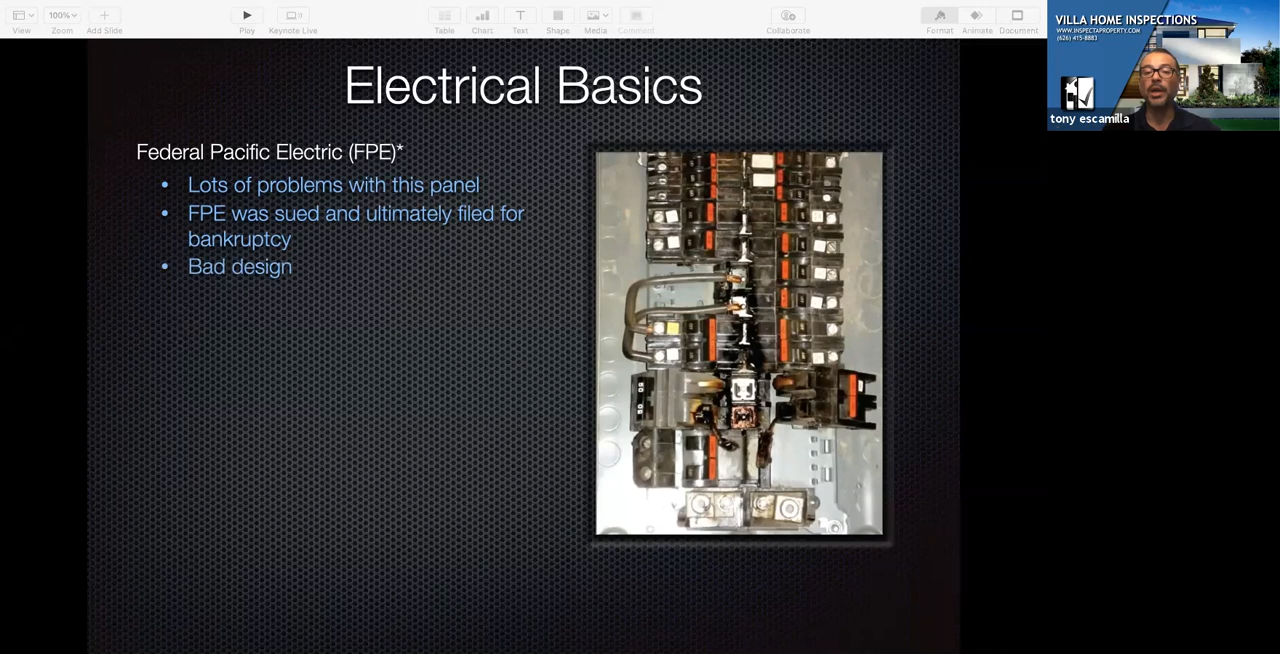 View
100%
Zoom
Add Slide
Play
Keynote Live
Table
Chart
Text
Shape
Media
Comment
Collaborate
Format
Animate
Document
VILLA HOME INSPECTIONS
WWW.INSPECTAPROPERTY.COM
(626) 415-8883
tony escamilla
Electrical Basics
Federal Pacific Electric (FPE)*
• Lots of problems with this panel
• FPE was sued and ultimately filed for
bankruptcy
• Bad design